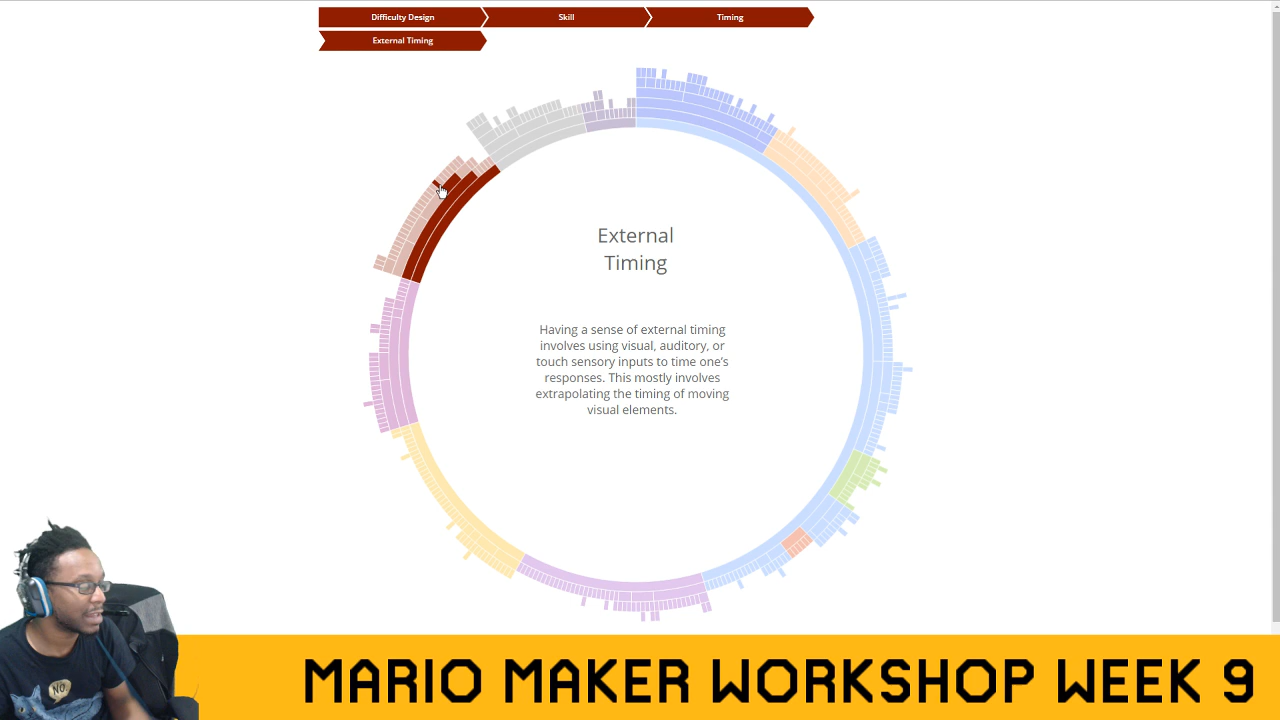 Difficulty Design
Skill
Timing
External Timing
External
Timing
Having a sense of external timing
involves using visual, auditory, or
touch sensory inputs to time one's
responses. This mostly involves
extrapolating the timing of moving
visual elements.
NO.
MARIO MAKER WORKSHOP WEEK 9